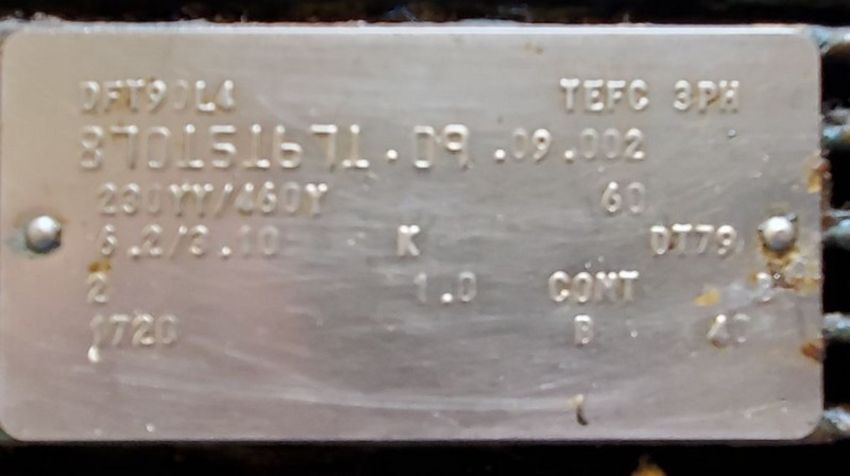 DFT90L4 TEFC 3PH
870151671.09.09.002
230YY/460Y 60
6.2/3.10 K DT79
2 1.0 CONT
1720 B 40